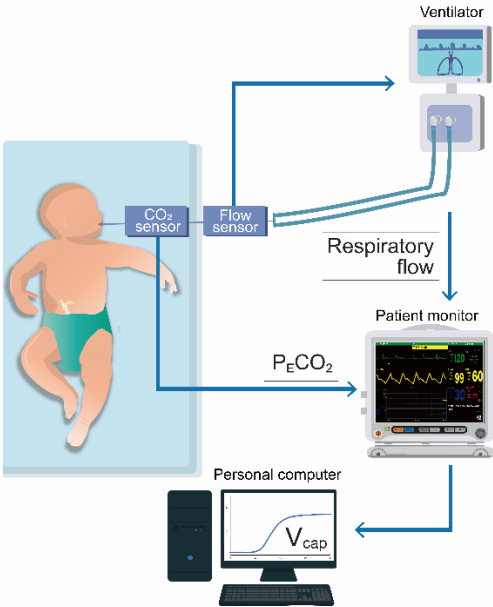 Ventilator
CO₂
sensor
Flow
sensor
Respiratory
flow
Patient monitor
120
99
60
30
PECO₂
Personal computer
Vcap